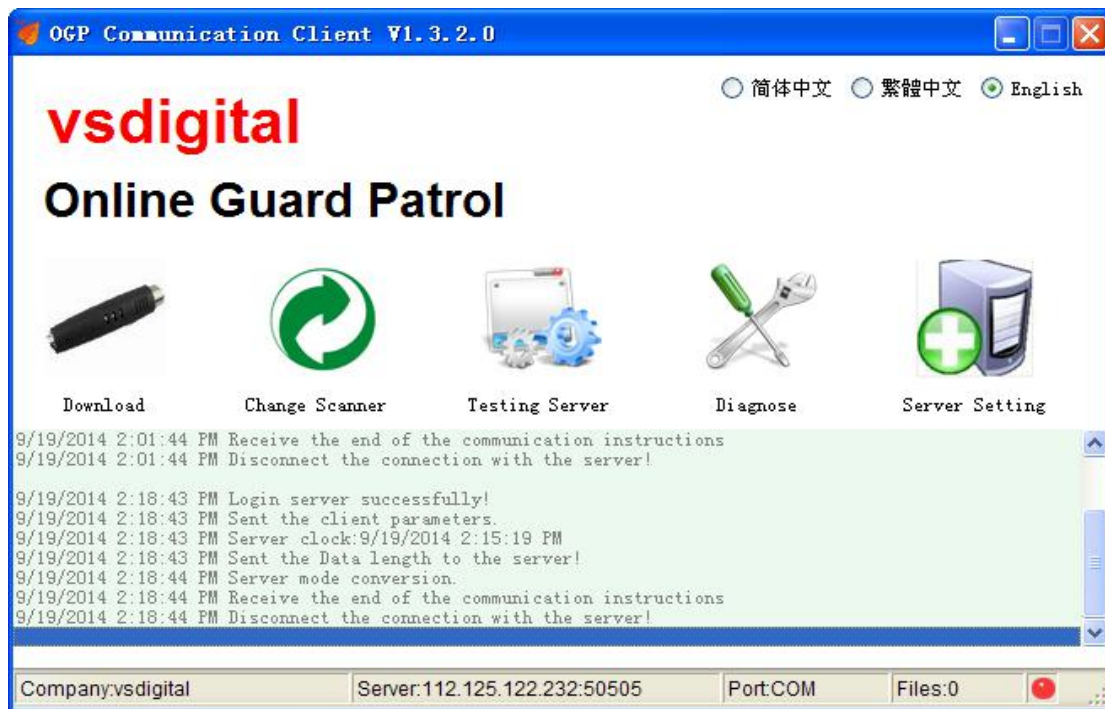 OGP Communication Client V1.3.2.0
简体中文 繁體中文 English
vsdigital
Online Guard Patrol
Download Change Scanner Testing Server Diagnose Server Setting
9/19/2014 2:01:44 PM Receive the end of the communication instructions
9/19/2014 2:01:44 PM Disconnect the connection with the server!
9/19/2014 2:18:43 PM Login server successfully!
9/19/2014 2:18:43 PM Sent the client parameters.
9/19/2014 2:18:43 PM Server clock:9/19/2014 2:15:19 PM
9/19/2014 2:18:43 PM Sent the Data length to the server!
9/19/2014 2:18:44 PM Server mode conversion.
9/19/2014 2:18:44 PM Receive the end of the communication instructions
9/19/2014 2:18:44 PM Disconnect the connection with the server!
Company:vsdigital Server:112.125.122.232:50505 Port:COM Files:0